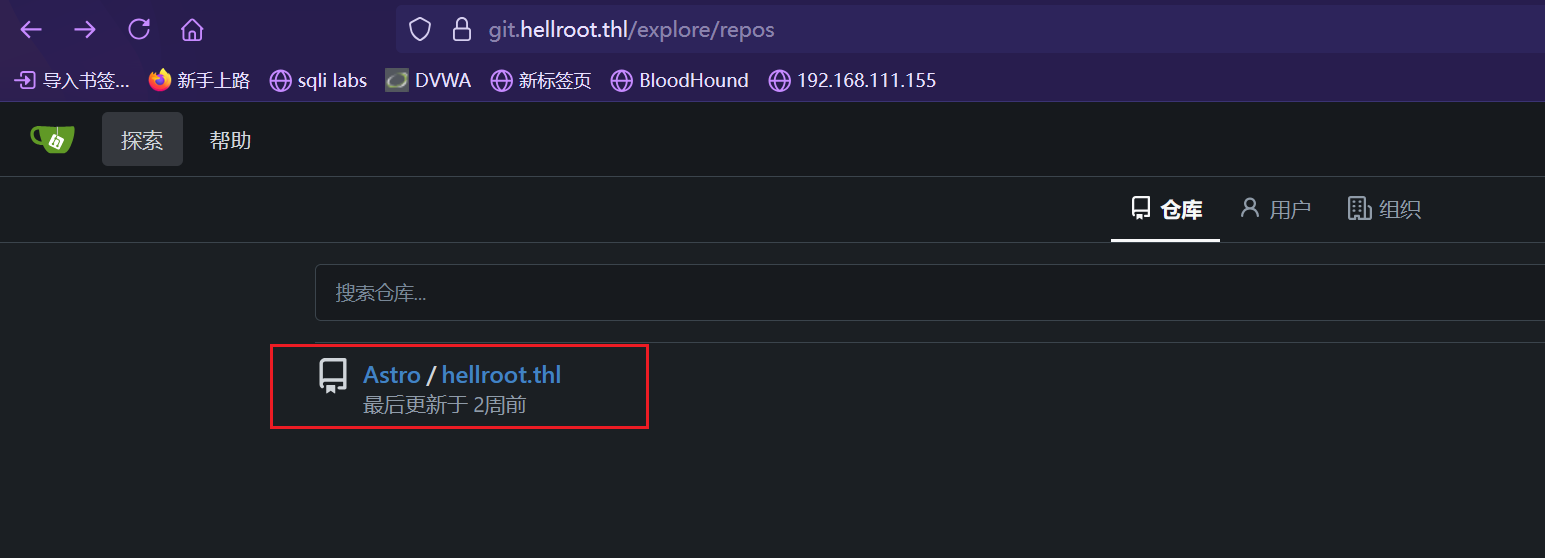 git.hellroot.thl/explore/repos
导入书签... 新手上路 sqli labs DVWA 新标签页 BloodHound 192.168.111.155
探索 帮助
仓库 用户 组织
搜索仓库...
Astro / hellroot.thl
最后更新于 2周前